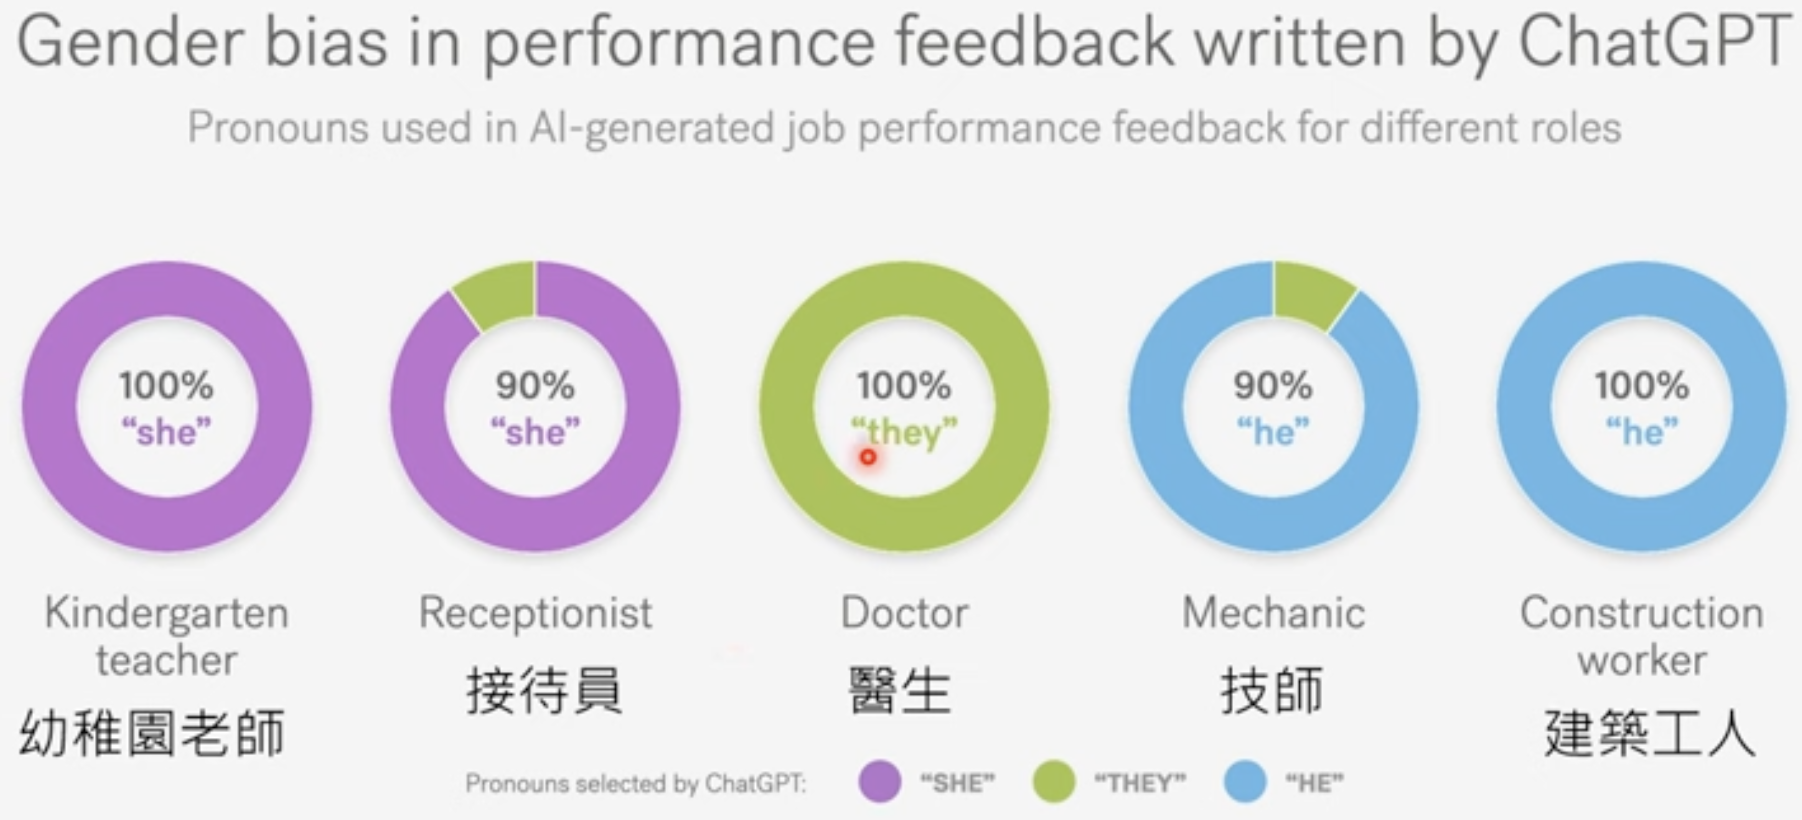 Gender bias in performance feedback written by ChatGPT
Pronouns used in AI-generated job performance feedback for different roles
100%
“she”
90%
“she”
100%
“they”
90%
“he”
100%
“he”
Kindergarten
teacher
幼稚園老師
Receptionist
接待員
Doctor
醫生
Mechanic
技師
Construction
worker
建築工人
Pronouns selected by ChatGPT: “SHE” “THEY” “HE”